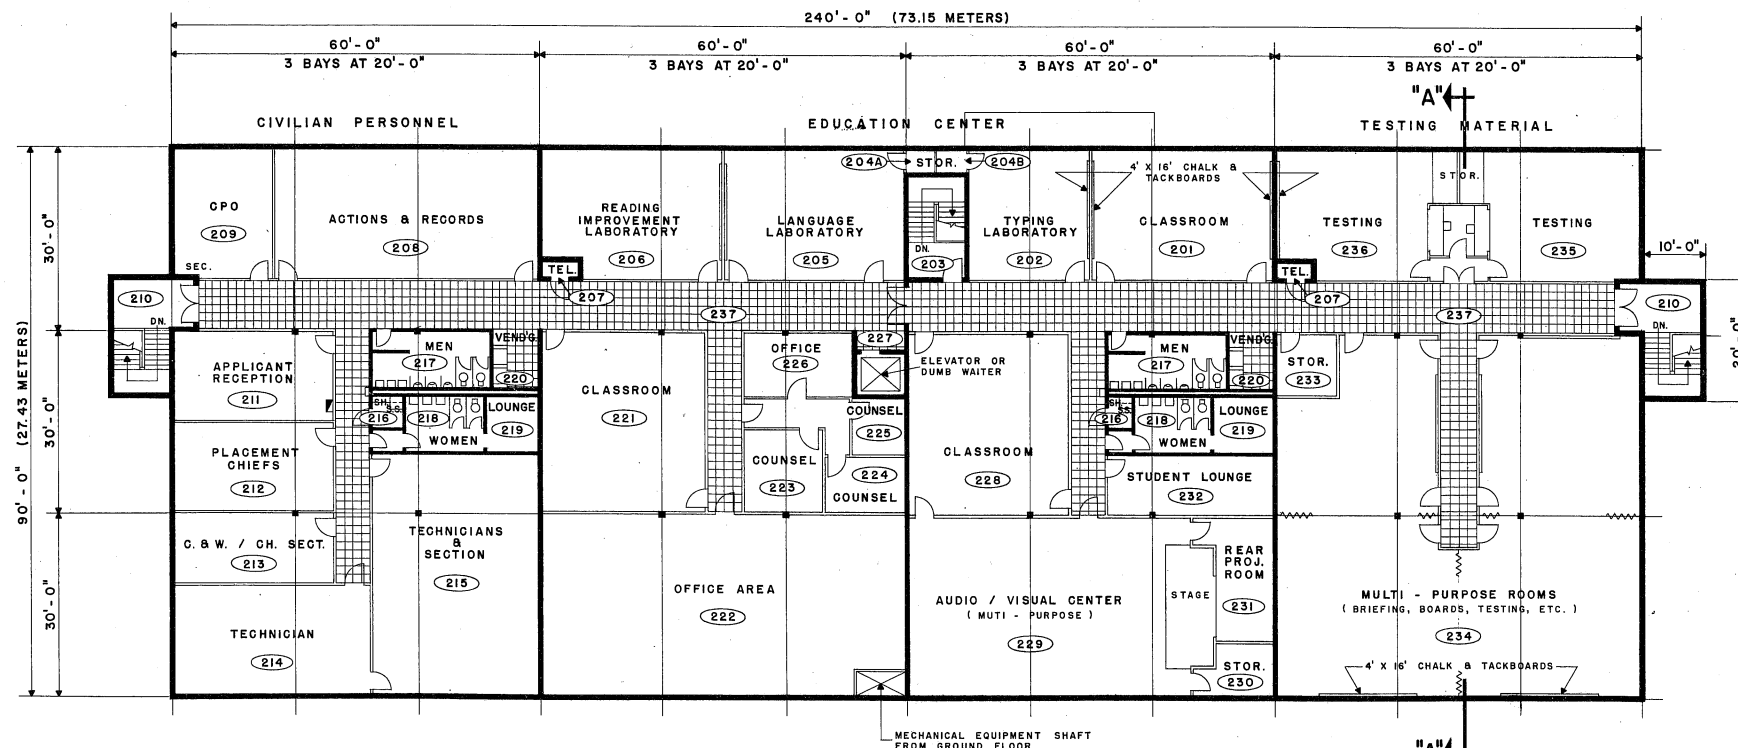 240'-0" (73.15 METERS)
60'-0" 60'-0" 60'-0" 60'-0"
3 BAYS AT 20'-0" 3 BAYS AT 20'-0" 3 BAYS AT 20'-0" 3 BAYS AT 20'-0"
"A"
CIVILIAN PERSONNEL EDUCATION CENTER TESTING MATERIAL
90'-0" (27.43 METERS)
30'-0"
30'-0"
30'-0"
CPO
209
ACTIONS & RECORDS
208
READING
IMPROVEMENT
LABORATORY
206
LANGUAGE
LABORATORY
205
204A STOR. 204B
DN.
203
TYPING
LABORATORY
202
4' X 16' CHALK &
TACKBOARDS
CLASSROOM
201
TESTING
236
STOR.
TESTING
235
10'-0"
SEC.
210
DN.
TEL.
207
237
TEL.
207
237
210
DN.
APPLICANT
RECEPTION
211
MEN
217
VEND'G.
220
SH.
S.S.
216
218
WOMEN
LOUNGE
219
CLASSROOM
221
OFFICE
226
227
ELEVATOR OR
DUMB WAITER
COUNSEL
225
COUNSEL
223
224
COUNSEL
CLASSROOM
228
MEN
217
VEND'G.
220
SH.
S.S.
216
218
WOMEN
LOUNGE
219
STUDENT LOUNGE
232
STOR.
233
PLACEMENT
CHIEFS
212
C. & W. / CH. SECT.
213
TECHNICIANS
&
SECTION
215
TECHNICIAN
214
OFFICE AREA
222
AUDIO / VISUAL CENTER
( MUTI - PURPOSE )
229
STAGE
REAR
PROJ.
ROOM
231
STOR.
230
MULTI - PURPOSE ROOMS
( BRIEFING, BOARDS, TESTING, ETC. )
234
4' X 16' CHALK & TACKBOARDS
MECHANICAL EQUIPMENT SHAFT
FROM GROUND FLOOR
"A"